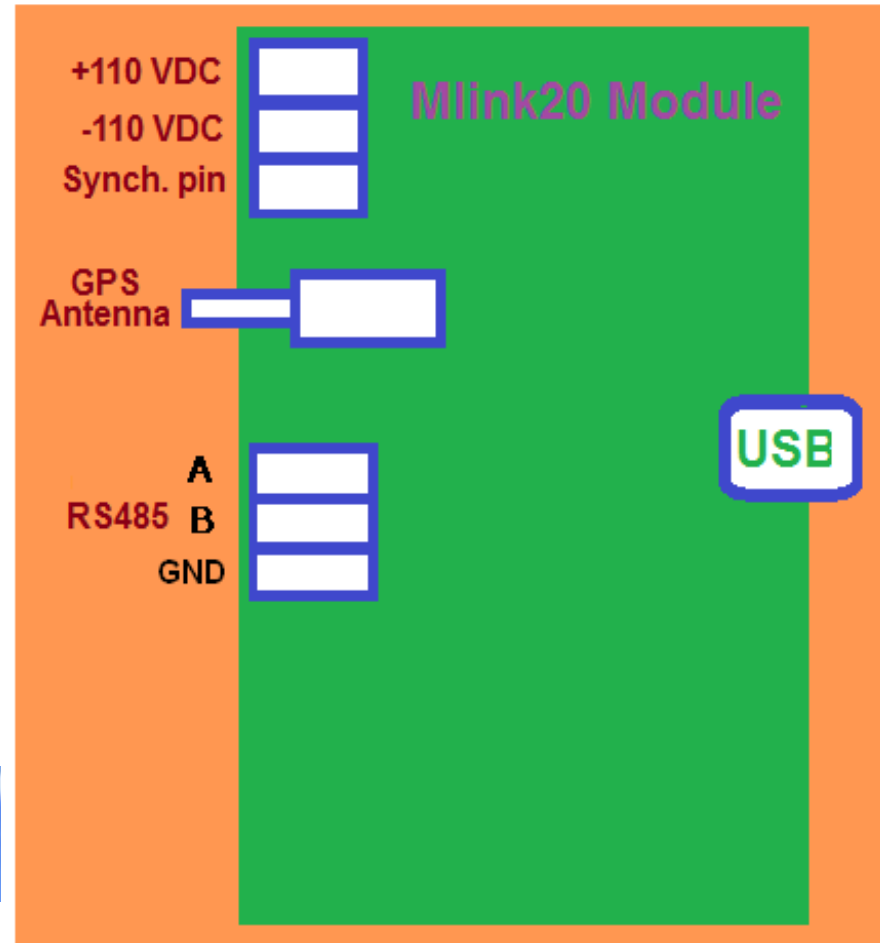 +110 VDC
Mlink20 Module
-110 VDC
Synch. pin
GPS
Antenna
USB
A
RS485 B
GND